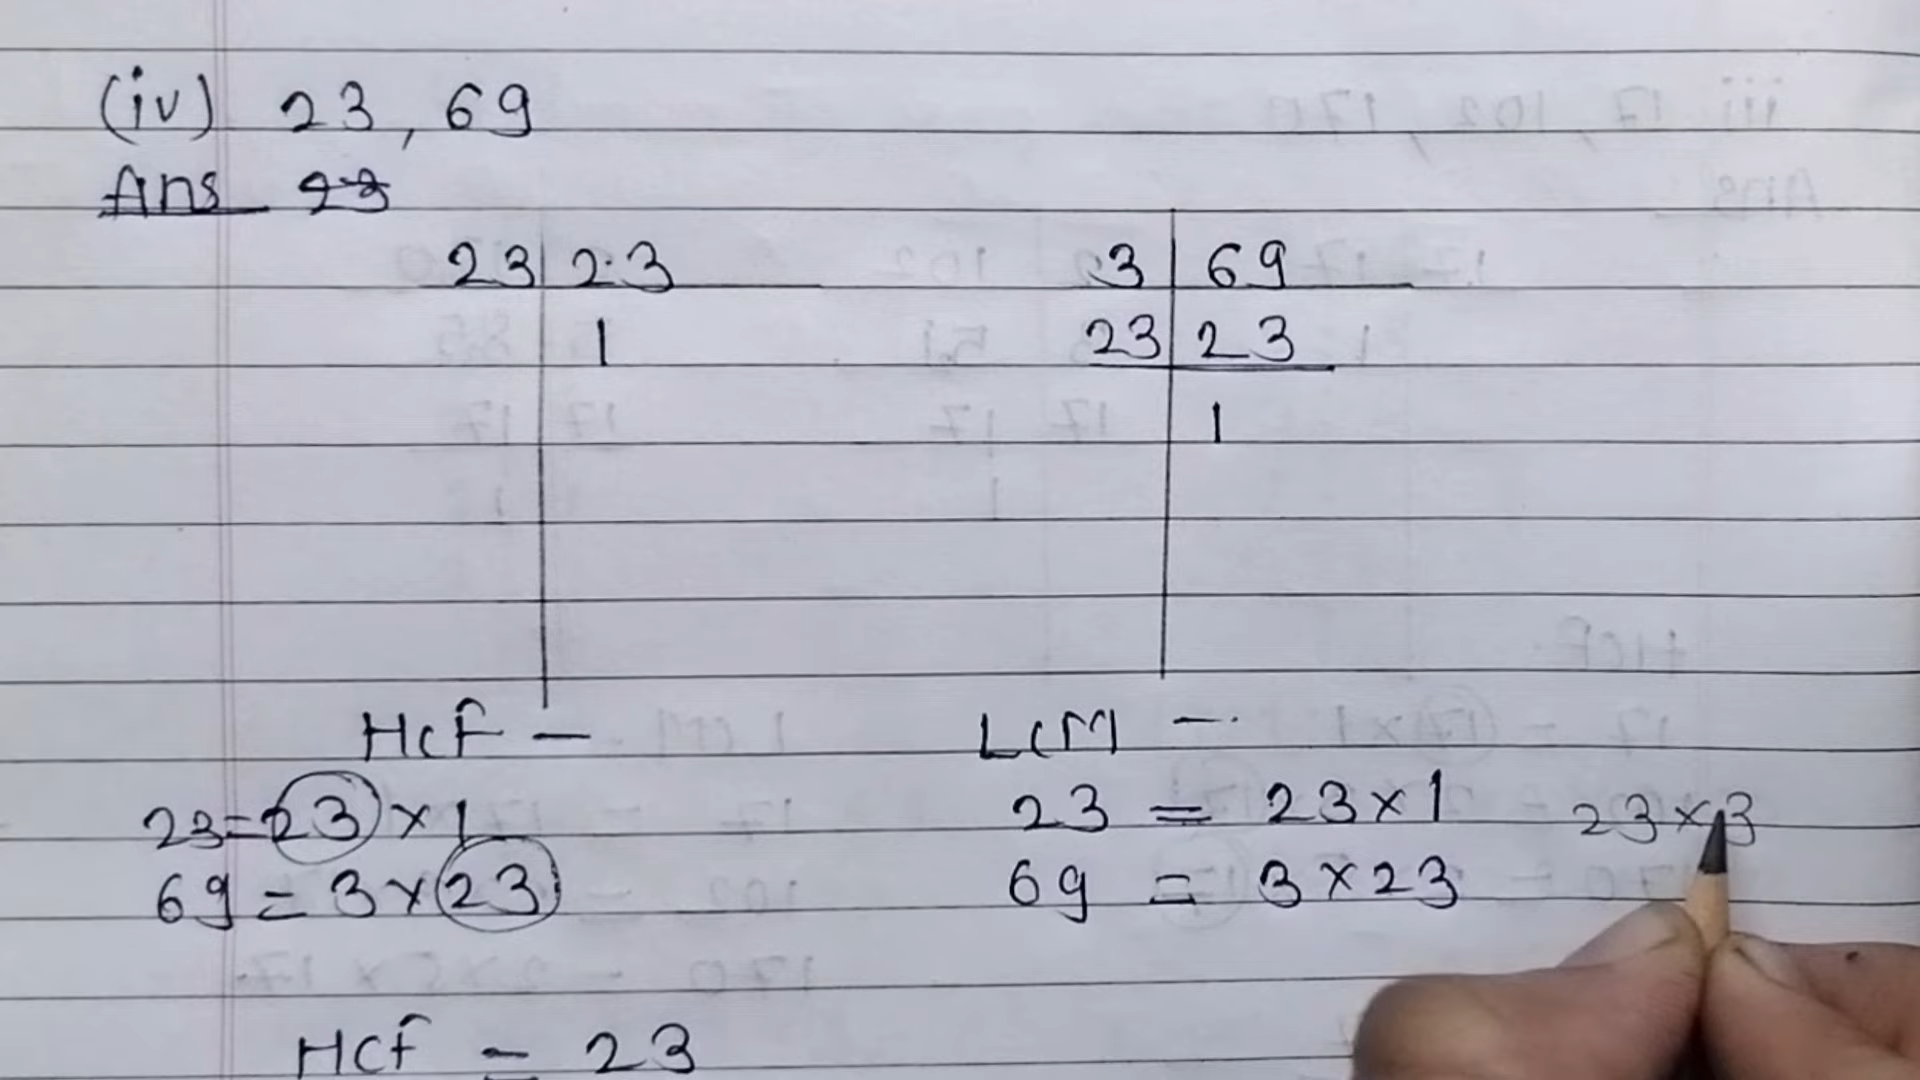 (iv) 23, 69
Ans 23
23 | 23
1
3 | 69
23 | 23
1
HCF -
23 = 23 × 1
69 = 3 × 23
HCF = 23
LCM -
23 = 23 × 1
69 = 3 × 23
23 × 3